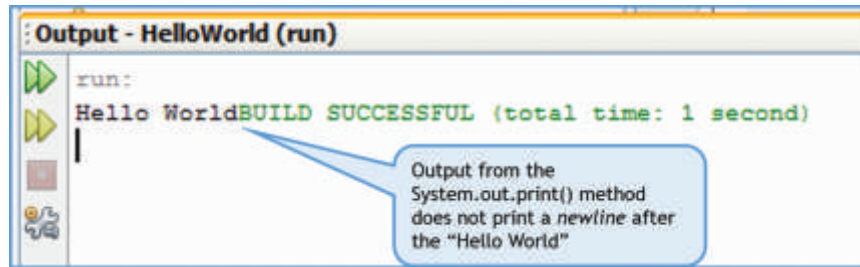 Output - HelloWorld (run)
run:
Hello WorldBUILD SUCCESSFUL (total time: 1 second)
Output from the
System.out.print() method
does not print a newline after
the “Hello World”